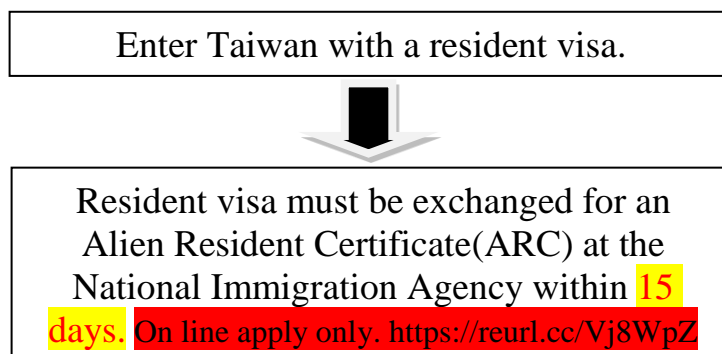 Enter Taiwan with a resident visa.
Resident visa must be exchanged for an
Alien Resident Certificate(ARC) at the
National Immigration Agency within 15
days. On line apply only. https://reurl.cc/Vj8WpZ